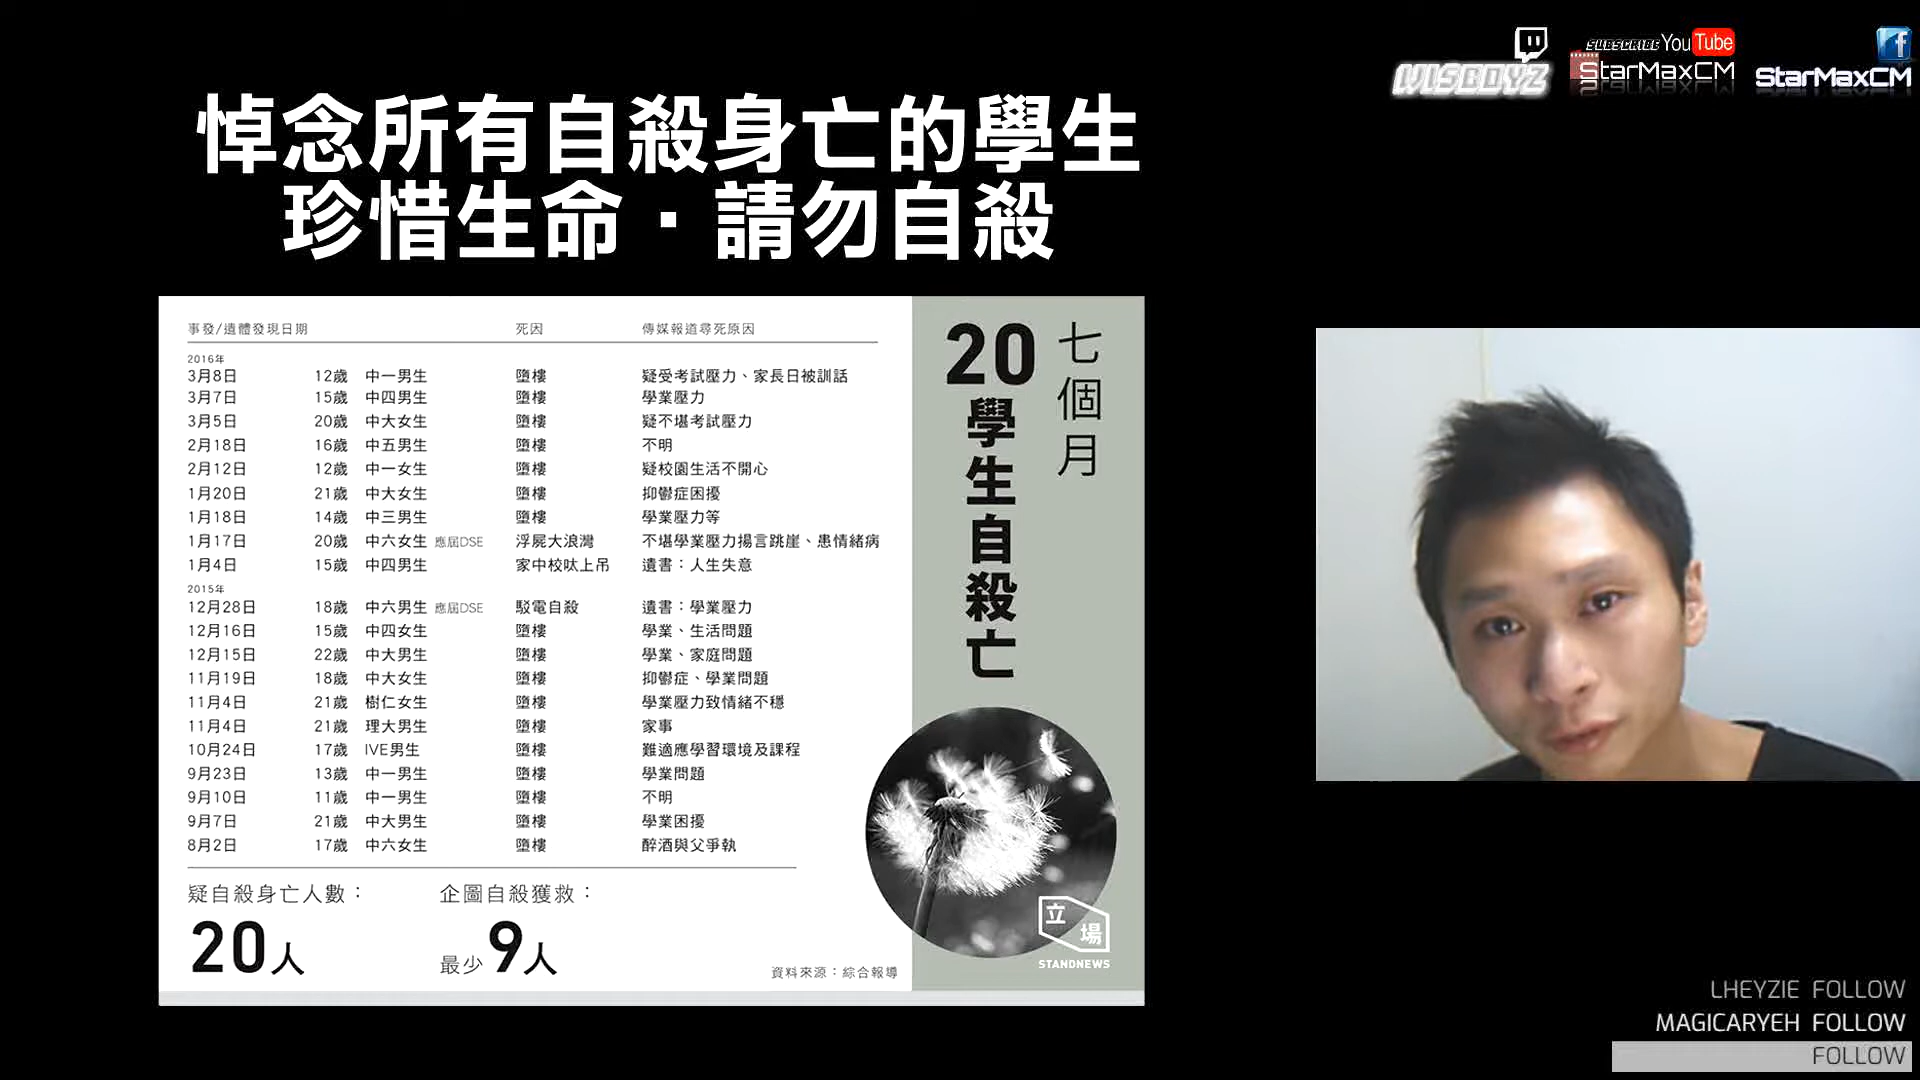 WISBOYZ
SUBSCRIBE YouTube
StarMaxCM
f
StarMaxCM
悼念所有自殺身亡的學生
珍惜生命·請勿自殺
事發/遺體發現日期 死因 傳媒報道尋死原因
2016年
3月8日 12歲 中一男生 墮樓 疑受考試壓力、家長日被訓話
3月7日 15歲 中四男生 墮樓 學業壓力
3月5日 20歲 中大女生 墮樓 疑不堪考試壓力
2月18日 16歲 中五男生 墮樓 不明
2月12日 12歲 中一女生 墮樓 疑校園生活不開心
1月20日 21歲 中大女生 墮樓 抑鬱症困擾
1月18日 14歲 中三男生 墮樓 學業壓力等
1月17日 20歲 中六女生 應屆DSE 浮屍大浪灣 不堪學業壓力揚言跳崖、患情緒病
1月4日 15歲 中四男生 家中校呔上吊 遺書：人生失意
2015年
12月28日 18歲 中六男生 應屆DSE 駁電自殺 遺書：學業壓力
12月16日 15歲 中四女生 墮樓 學業、生活問題
12月15日 22歲 中大男生 墮樓 學業、家庭問題
11月19日 18歲 中大女生 墮樓 抑鬱症、學業問題
11月4日 21歲 樹仁女生 墮樓 學業壓力致情緒不穩
11月4日 21歲 理大男生 墮樓 家事
10月24日 17歲 IVE男生 墮樓 難適應學習環境及課程
9月23日 13歲 中一男生 墮樓 學業問題
9月10日 11歲 中一男生 墮樓 不明
9月7日 21歲 中大男生 墮樓 學業困擾
8月2日 17歲 中六女生 墮樓 醉酒與父爭執
疑自殺身亡人數： 企圖自殺獲救：
20人 最少9人
資料來源：綜合報導
七個月
20學生自殺亡
立場
STANDNEWS
LHEYZIE FOLLOW
MAGICARYEH FOLLOW
FOLLOW